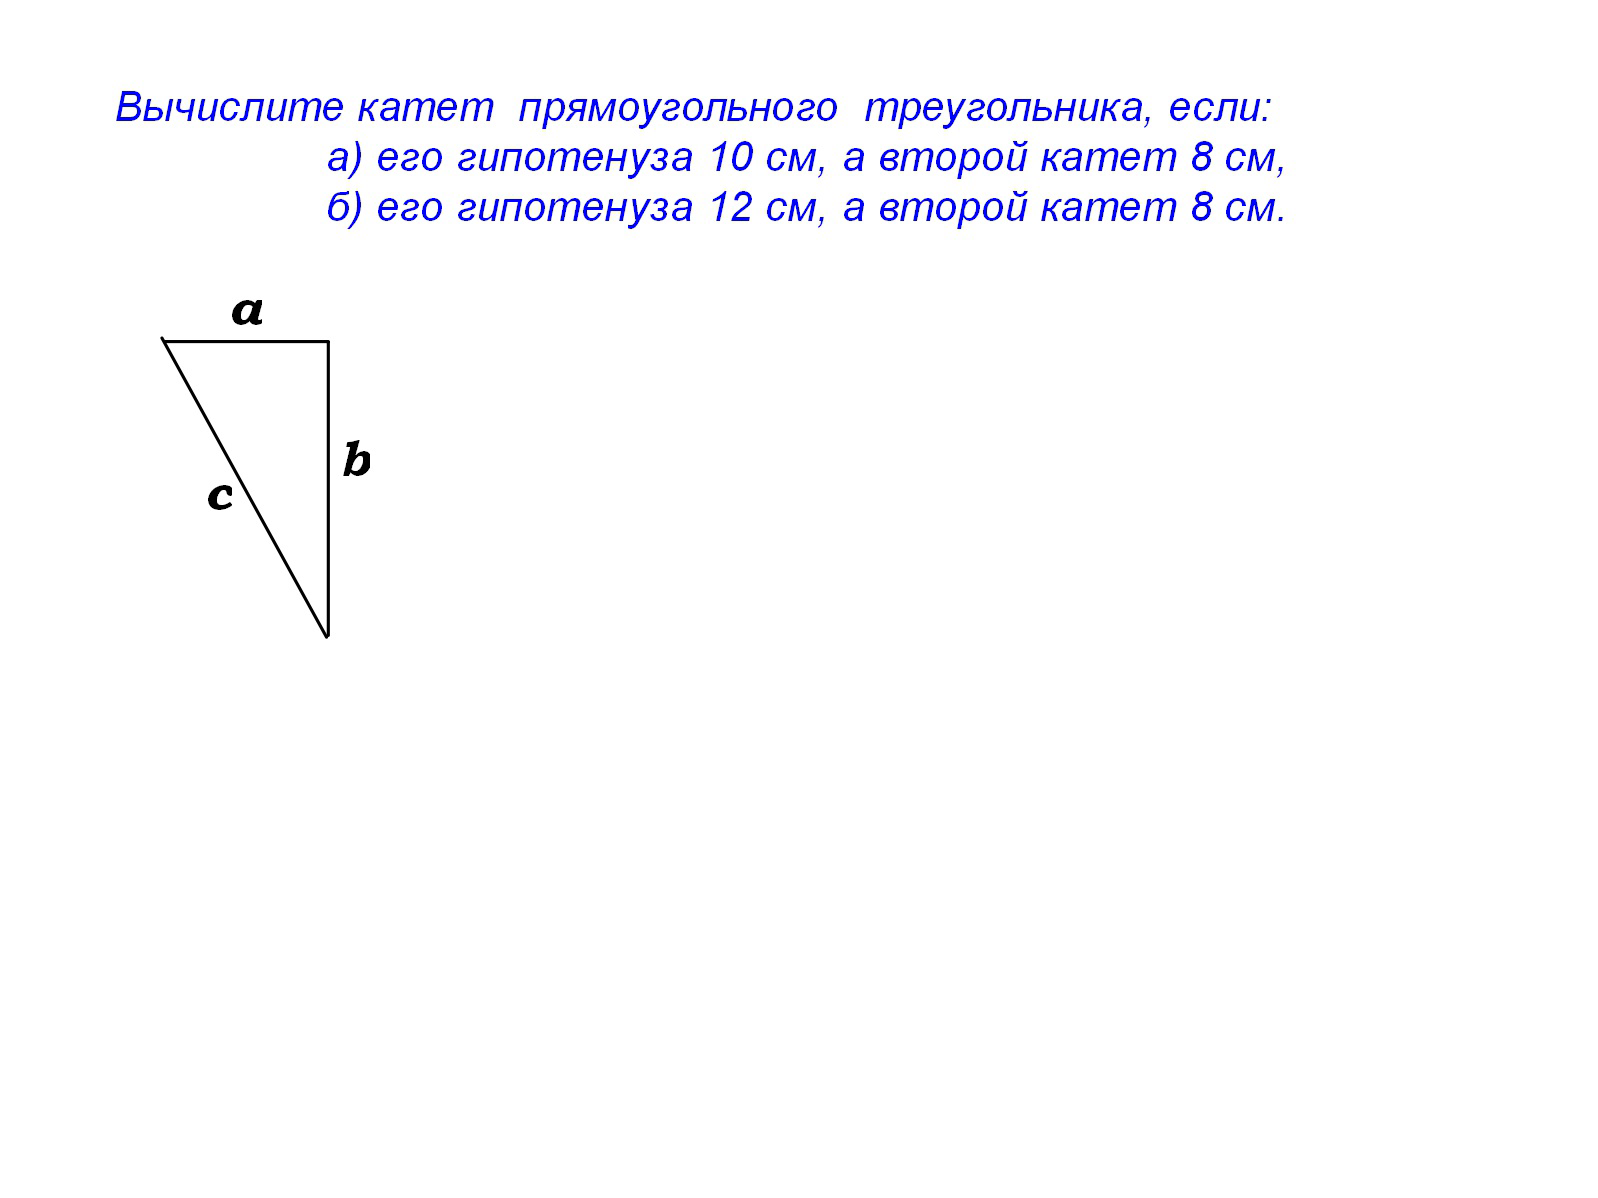 Вычислите катет прямоугольного треугольника, если:
а) его гипотенуза 10 см, а второй катет 8 см,
б) его гипотенуза 12 см, а второй катет 8 см.
a
b
c